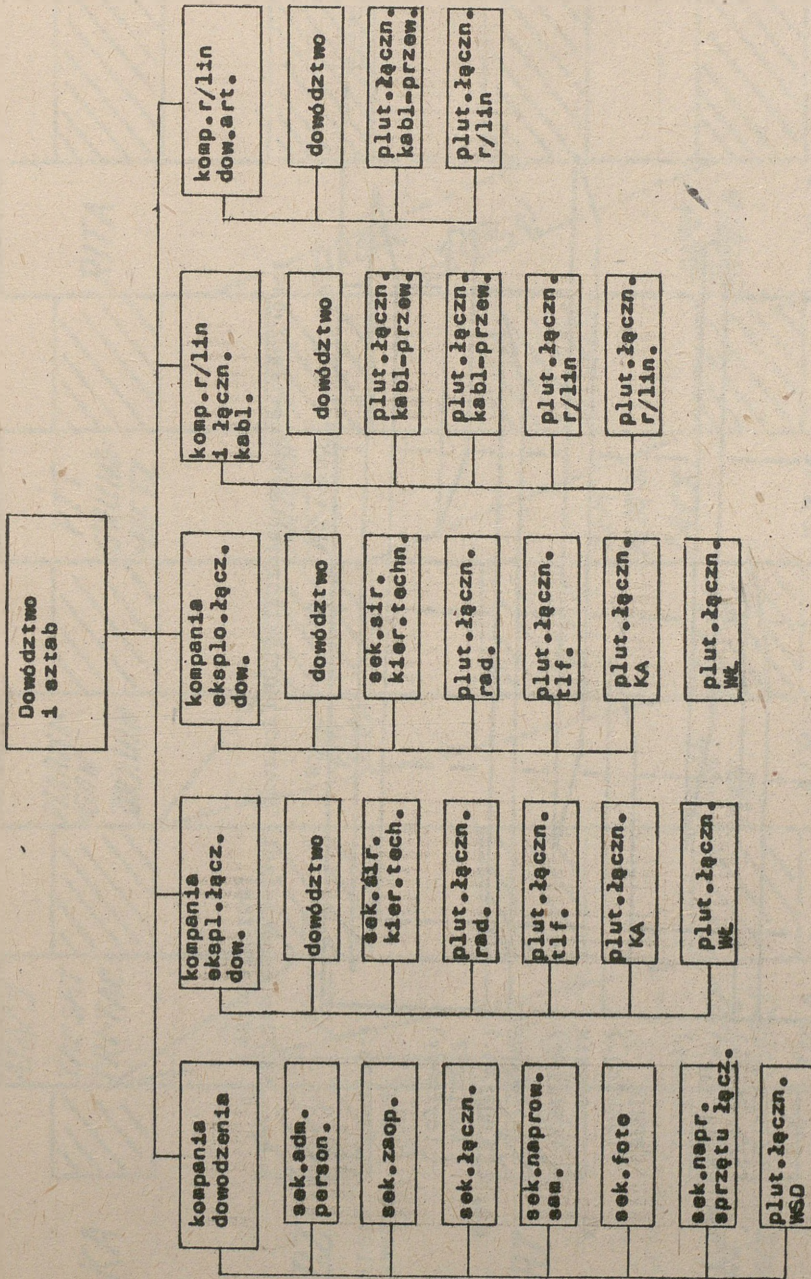 Dowództwo
i sztab
kompania
dowodzenia
sek.adm.
person.
sek.zaop.
sek.łączn.
sek.napraw.
sam.
sek.foto
sek.napr.
sprzętu łącz.
plut.łączn.
WSD
kompania
ekspl.łącz.
dow.
dowództwo
sek.śir.
kier.tech.
plut.łączn.
rad.
plut.łączn.
tlf.
plut.łączn.
KA
plut.łączn.
WŁ
kompania
eksplo.łącz.
dow.
dowództwo
sek.sir.
kier.techn.
plut.łączn.
rad.
plut.łączn.
tlf.
plut.łączn.
KA
plut.łączn.
WŁ
komp.r/lin
i łączn.
kabl.
dowództwo
plut.łączn.
kabl-przew.
plut.łączn.
kabl-przew.
plut.łączn.
r/lin
plut.łączn.
r/lin.
komp.r/lin
dow.art.
dowództwo
plut.łączn.
kabl-przew.
plut.łączn.
r/lin